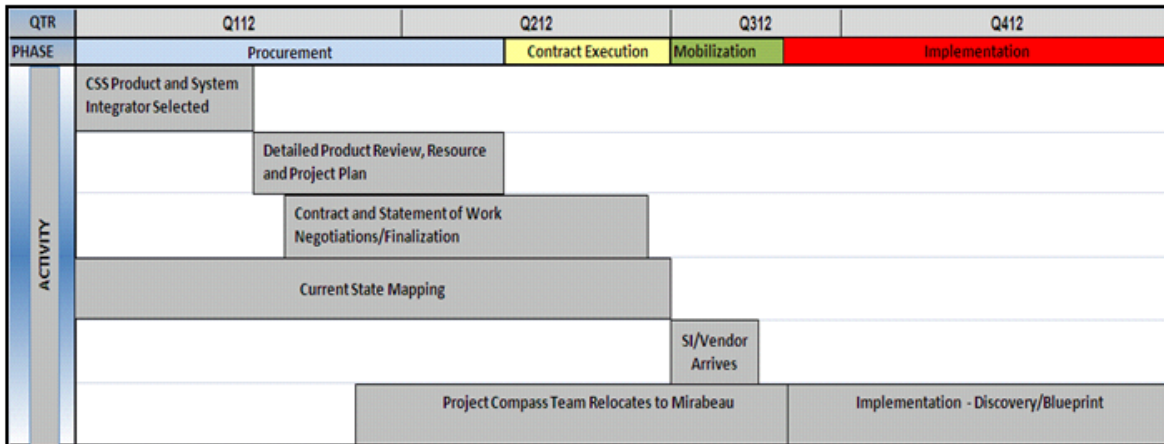 QTR Q112 Q212 Q312 Q412
PHASE Procurement Contract Execution Mobilization Implementation
ACTIVITY
CSS Product and System
Integrator Selected
Detailed Product Review, Resource
and Project Plan
Contract and Statement of Work
Negotiations/Finalization
Current State Mapping
SI/Vendor
Arrives
Project Compass Team Relocates to Mirabeau
Implementation - Discovery/Blueprint